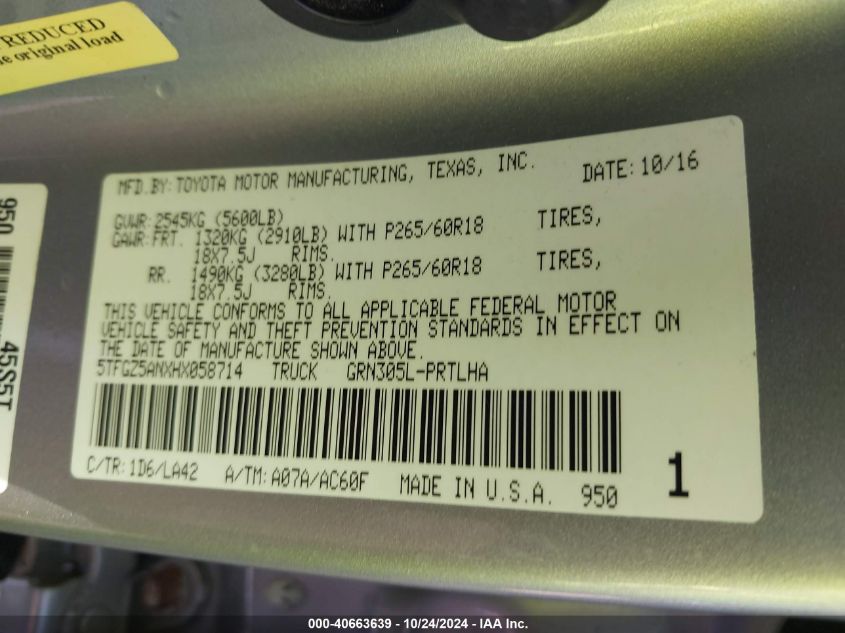 REDUCED
original load
950
45S5T
MFD.BY:TOYOTA MOTOR MANUFACTURING, TEXAS, INC. DATE:10/16
GVWR:2545KG (5600LB)
GAWR:FRT. 1320KG (2910LB) WITH P265/60R18 TIRES,
18X7.5J RIMS.
RR. 1490KG (3280LB) WITH P265/60R18 TIRES,
18X7.5J RIMS.
THIS VEHICLE CONFORMS TO ALL APPLICABLE FEDERAL MOTOR
VEHICLE SAFETY AND THEFT PREVENTION STANDARDS IN EFFECT ON
THE DATE OF MANUFACTURE SHOWN ABOVE.
5TFGZ5ANXHX058714 TRUCK GRN305L-PRTLHA
C/TR:1D6/LA42 A/TM:A07A/AC60F MADE IN U.S.A. 950 1
000-40663639 - 10/24/2024 - IAA Inc.